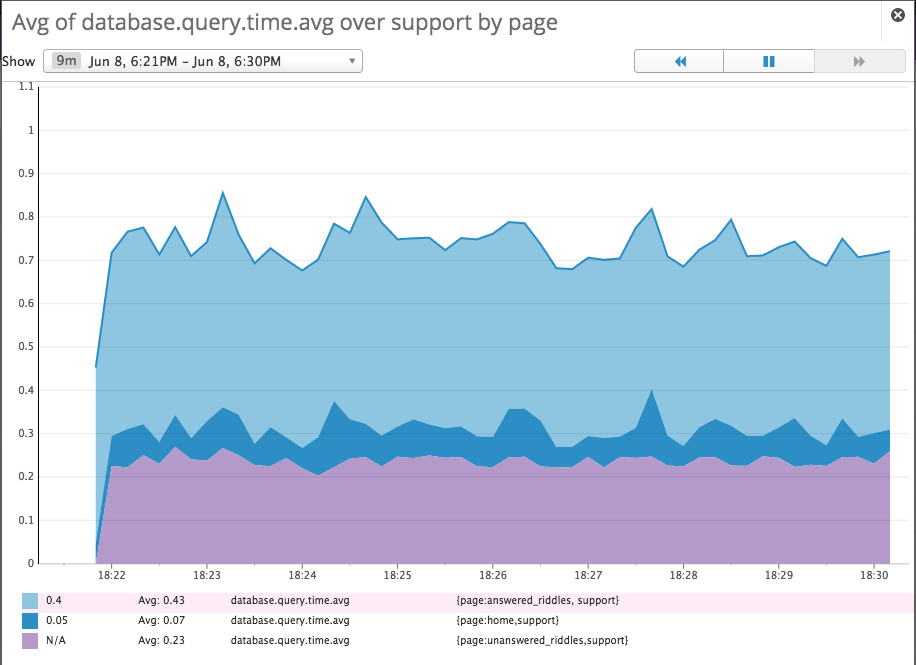 Avg of database.query.time.avg over support by page
Show 9m Jun 8, 6:21PM – Jun 8, 6:30PM
1.1
1
0.9
0.8
0.7
0.6
0.5
0.4
0.3
0.2
0.1
0
18:22 18:23 18:24 18:25 18:26 18:27 18:28 18:29 18:30
0.4 Avg: 0.43 database.query.time.avg {page:answered_riddles, support}
0.05 Avg: 0.07 database.query.time.avg {page:home,support}
N/A Avg: 0.23 database.query.time.avg {page:unanswered_riddles,support}